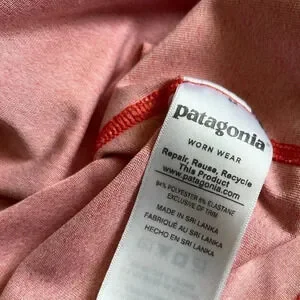 patagonia
WORN WEAR
Repair, Reuse, Recycle
This Product
www.patagonia.com
94% POLYESTER 6% ELASTANE
EXCLUSIVE OF TRIM
MADE IN SRI LANKA
FABRIQUÉ AU SRI LANKA
HECHO EN SRI LANKA